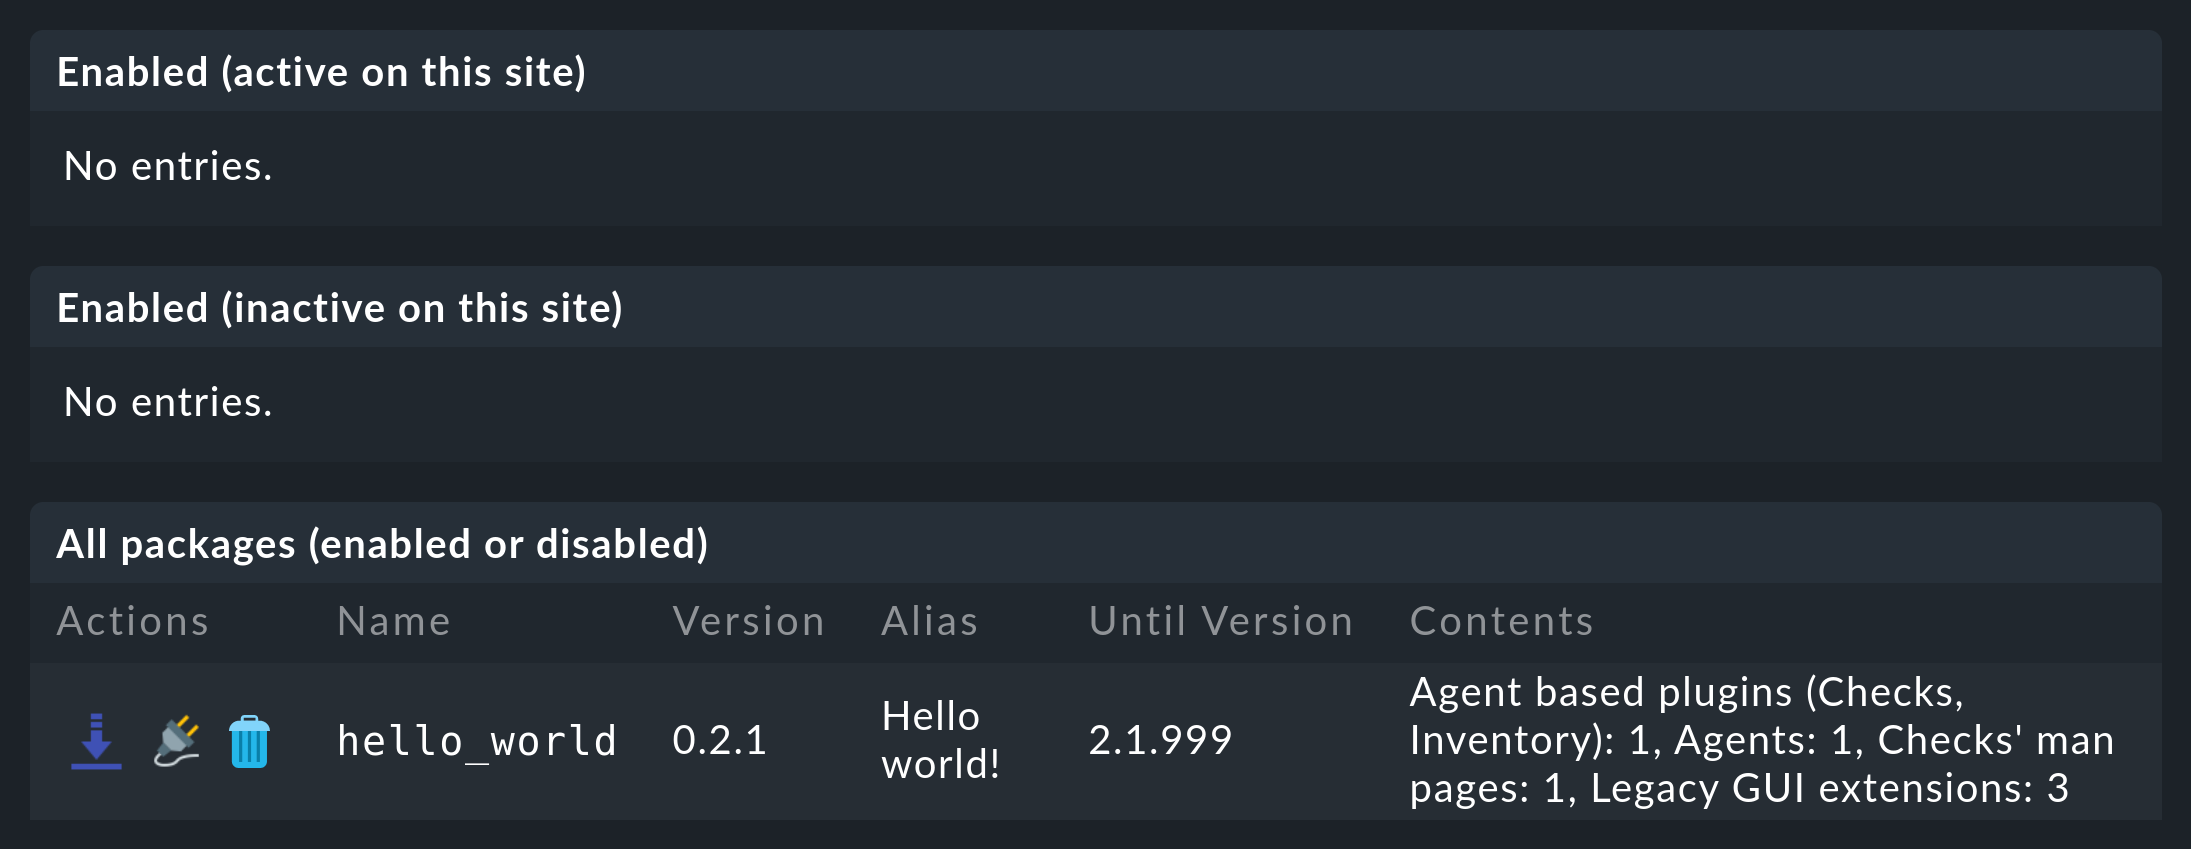 Enabled (active on this site)
No entries.
Enabled (inactive on this site)
No entries.
All packages (enabled or disabled)
Actions Name Version Alias Until Version Contents
hello_world 0.2.1 Hello world! 2.1.999 Agent based plugins (Checks,
Inventory): 1, Agents: 1, Checks' man
pages: 1, Legacy GUI extensions: 3